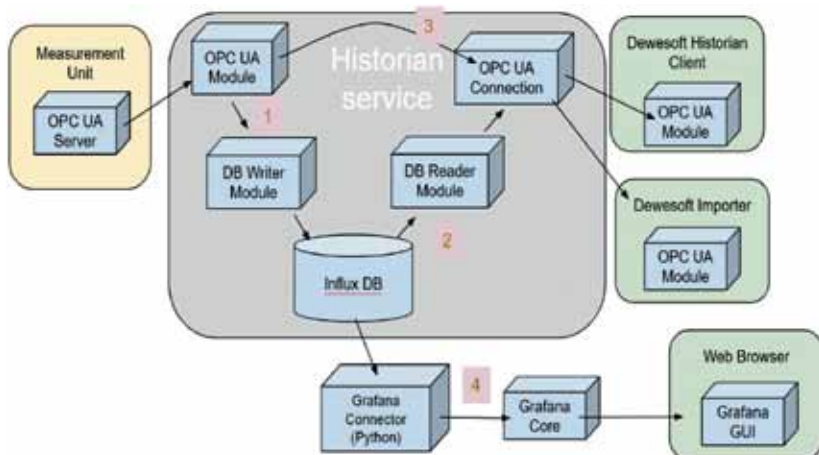 Measurement
Unit
OPC UA
Server
OPC UA
Module
Historian
service
1
3
OPC UA
Connection
DB Writer
Module
DB Reader
Module
2
Influx DB
Dewesoft Historian
Client
OPC UA
Module
Dewesoft Importer
OPC UA
Module
Grafana
Connector
(Python)
4
Grafana
Core
Web Browser
Grafana
GUI